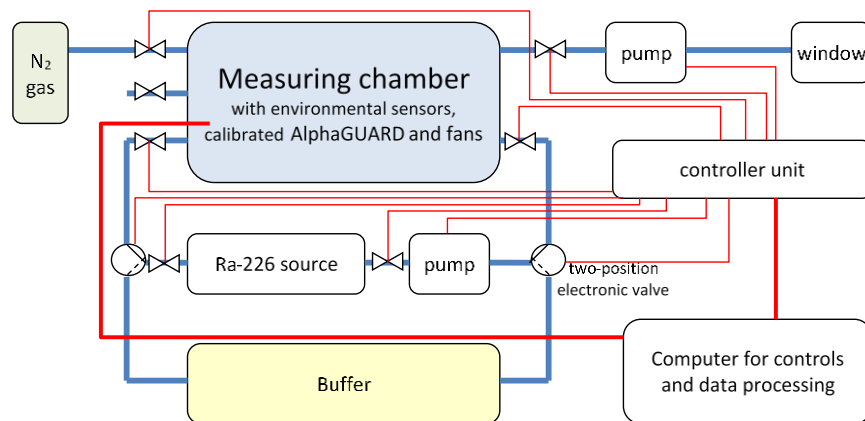 N₂
gas
Measuring chamber
with environmental sensors,
calibrated AlphaGUARD and fans
pump
window
controller unit
Ra-226 source
pump
two-position
electronic valve
Buffer
Computer for controls
and data processing